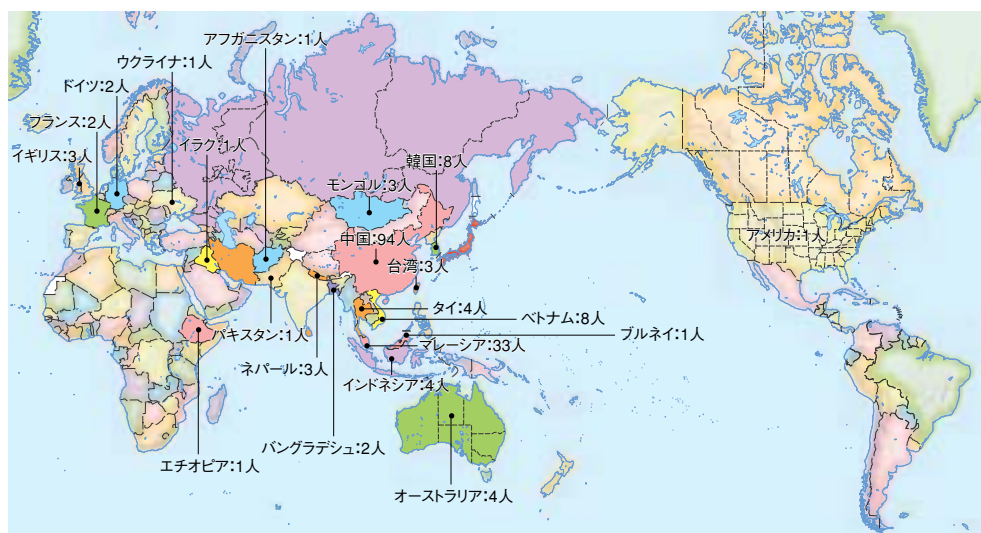 アフガニスタン:1人
ウクライナ:1人
ドイツ:2人
フランス:2人
イラク:1人
イギリス:3人
韓国:8人
モンゴル:3人
中国:94人
アメリカ:1人
台湾:3人
タイ:4人
ベトナム:8人
パキスタン:1人
ブルネイ:1人
マレーシア:33人
ネパール:3人
インドネシア:4人
バングラデシュ:2人
エチオピア:1人
オーストラリア:4人